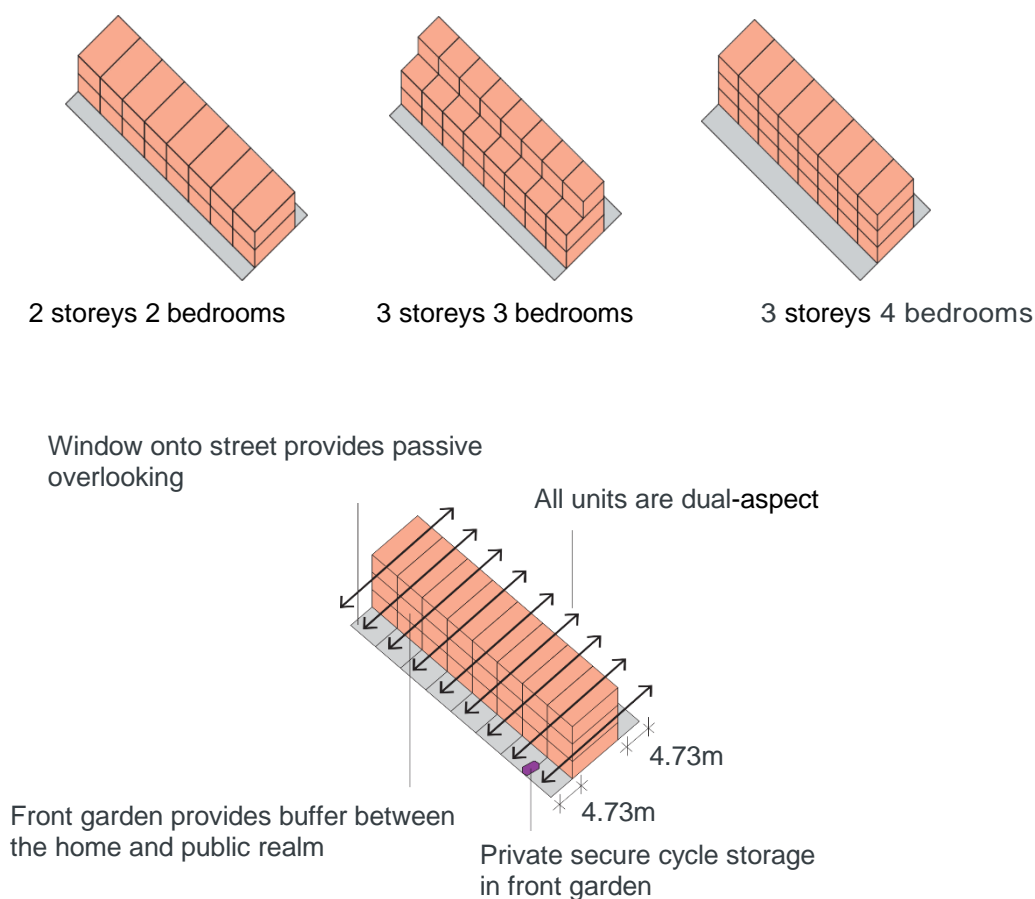 2 storeys 2 bedrooms
3 storeys 3 bedrooms
3 storeys 4 bedrooms
Window onto street provides passive
overlooking
All units are dual-aspect
4.73m
4.73m
Front garden provides buffer between
the home and public realm
Private secure cycle storage
in front garden